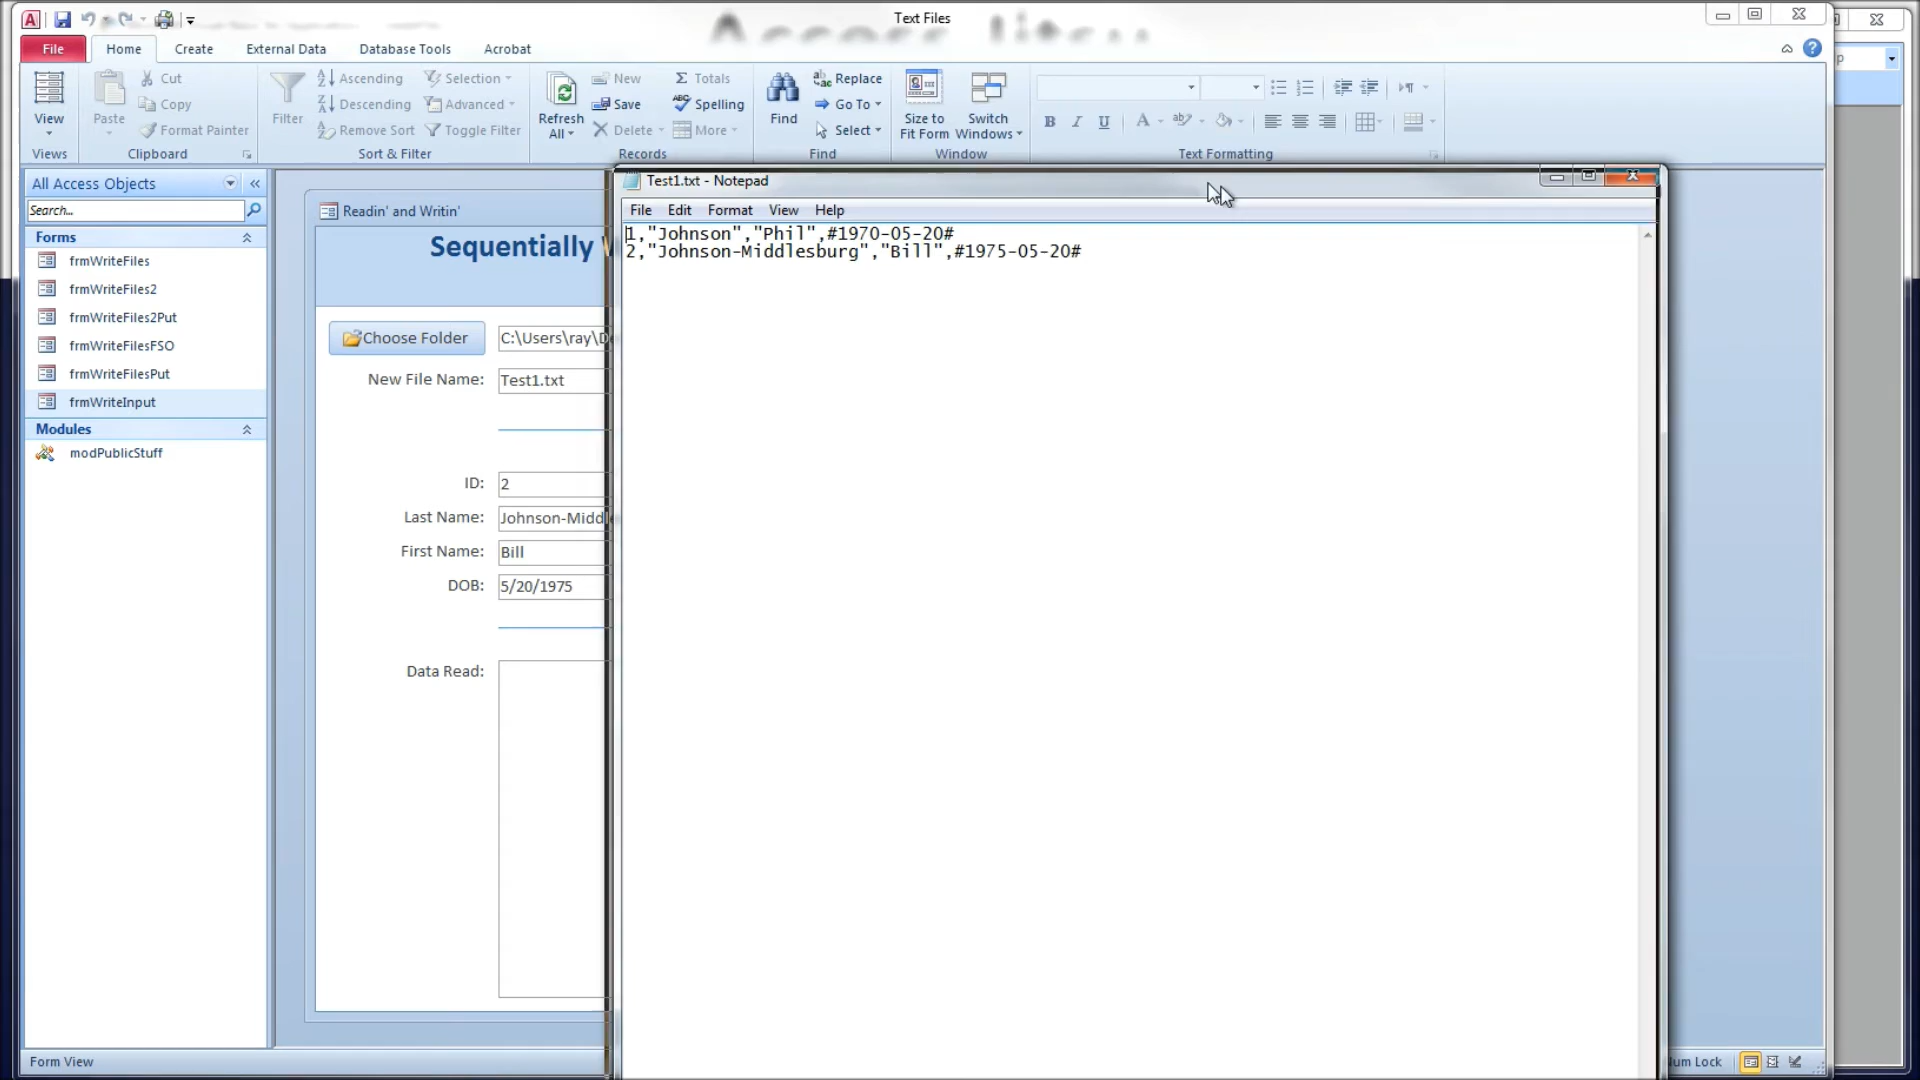 Text Files
File
Home
Create
External Data
Database Tools
Acrobat
View
Paste
Cut
Copy
Format Painter
Filter
Ascending
Descending
Remove Sort
Selection
Advanced
Toggle Filter
Refresh All
New
Save
Delete
Totals
Spelling
More
Find
Replace
Go To
Select
Size to Fit Form
Switch Windows
B I U
Views
Clipboard
Sort & Filter
Records
Find
Window
Text Formatting
All Access Objects
Search...
Forms
frmWriteFiles
frmWriteFiles2
frmWriteFiles2Put
frmWriteFilesFSO
frmWriteFilesPut
frmWriteInput
Modules
modPublicStuff
Readin' and Writin'
Sequentially
Choose Folder
C:\Users\ray\D
New File Name:
Test1.txt
ID:
2
Last Name:
Johnson-Middl
First Name:
Bill
DOB:
5/20/1975
Data Read:
Test1.txt - Notepad
File
Edit
Format
View
Help
1,"Johnson","Phil",#1970-05-20#
2,"Johnson-Middlesburg","Bill",#1975-05-20#
Form View
Num Lock